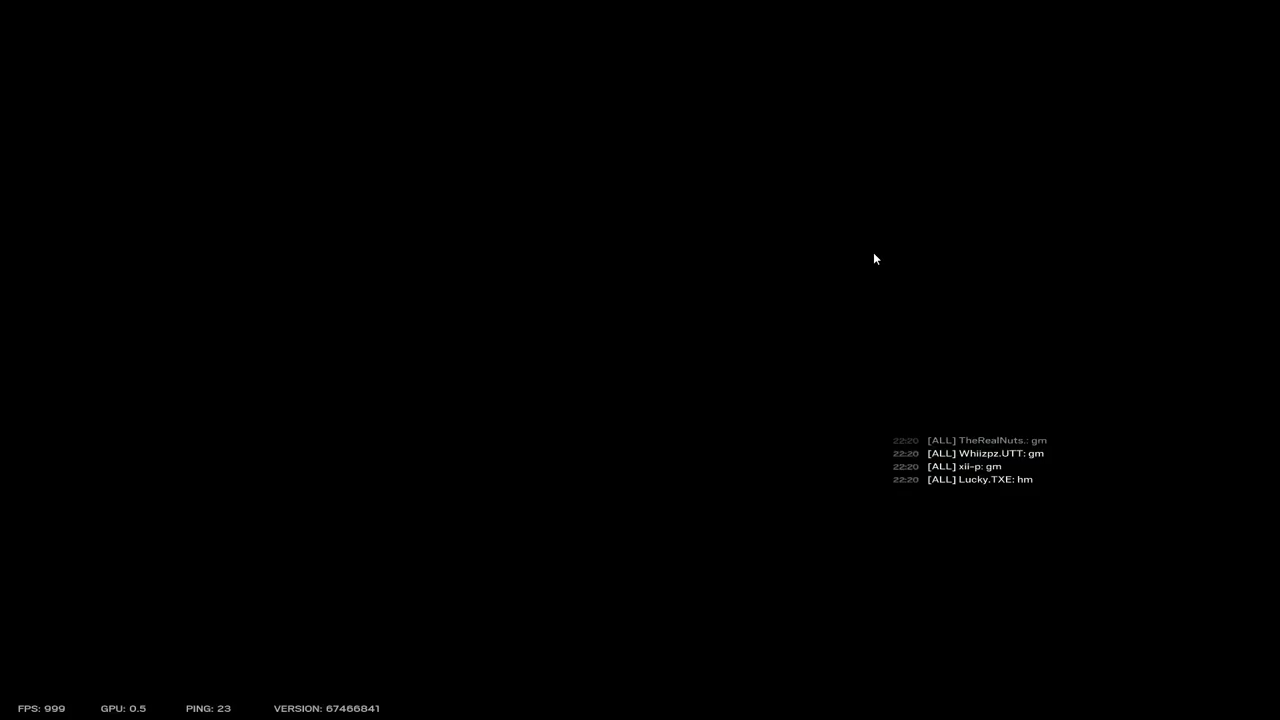 22:20 [ALL] TheRealNuts.: gm
22:20 [ALL] Whiizpz.UTT: gm
22:20 [ALL] xii-p: gm
22:20 [ALL] Lucky.TXE: hm
FPS: 999 GPU: 0.5 PING: 23 VERSION: 67466841